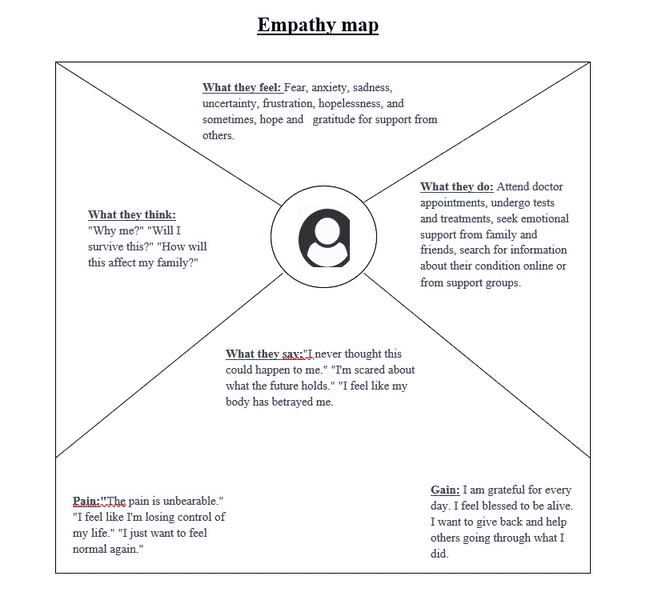 Empathy map
What they feel: Fear, anxiety, sadness,
uncertainty, frustration, hopelessness, and
sometimes, hope and gratitude for support from
others.
What they think:
"Why me?" "Will I
survive this?" "How will
this affect my family?"
What they do: Attend doctor
appointments, undergo tests
and treatments, seek emotional
support from family and
friends, search for information
about their condition online or
from support groups.
What they say:"I never thought this
could happen to me." "I'm scared about
what the future holds." "I feel like my
body has betrayed me.
Pain:"The pain is unbearable."
"I feel like I'm losing control of
my life." "I just want to feel
normal again."
Gain: I am grateful for every
day. I feel blessed to be alive.
I want to give back and help
others going through what I
did.